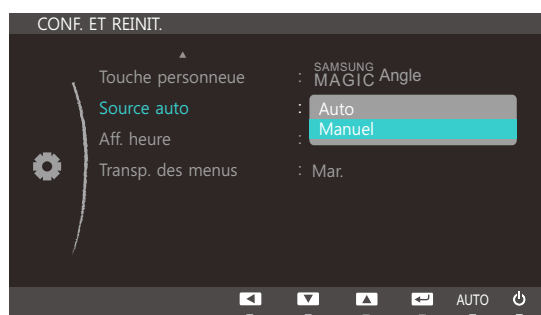 CONF. ET REINIT.
Touche personneue : SAMSUNG MAGIC Angle
Source auto : Auto
Manuel
Aff. heure :
Transp. des menus : Mar.
AUTO